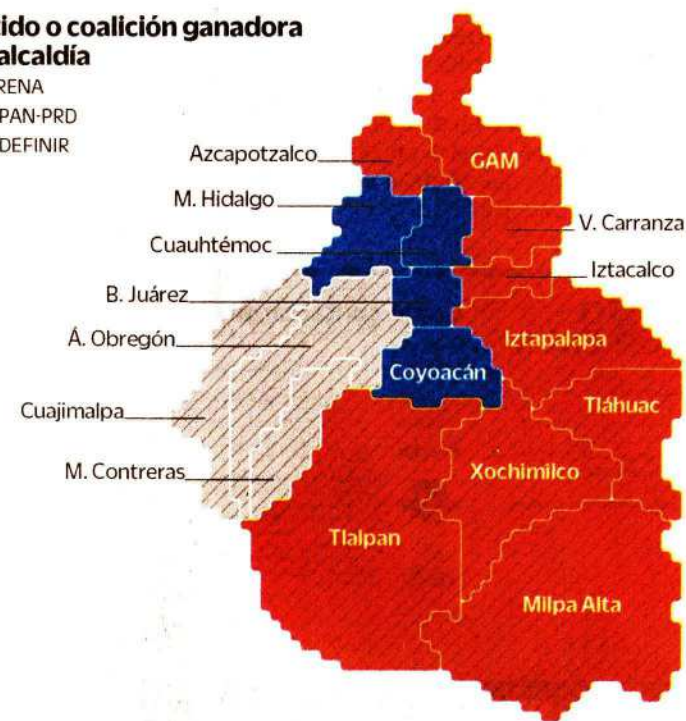 ido o coalición ganadora
alcaldía
RENA
PAN-PRD
DEFINIR
Azcapotzalco
GAM
M. Hidalgo
V. Carranza
Cuauhtémoc
Iztacalco
B. Juárez
Á. Obregón
Iztapalapa
Coyoacán
Tláhuac
Cuajimalpa
M. Contreras
Xochimilco
Tlalpan
Milpa Alta